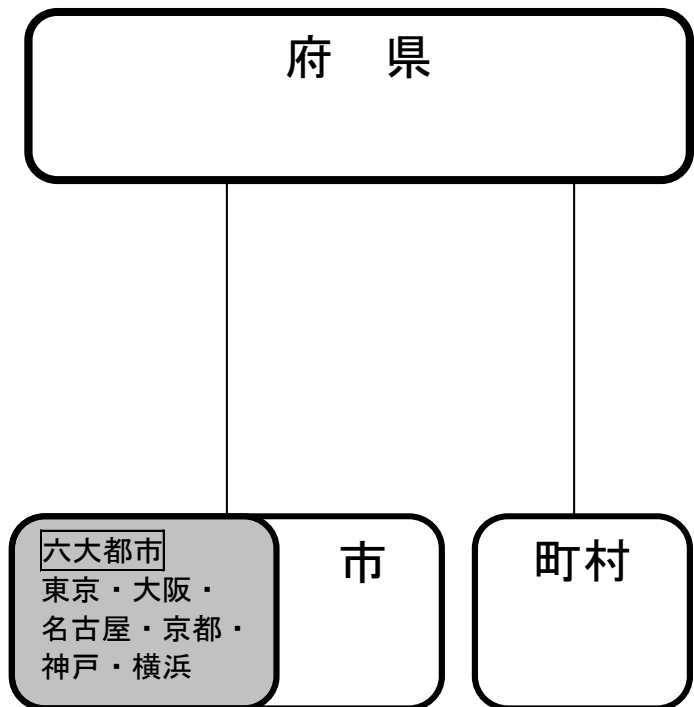 府　県
六大都市
東京・大阪・
名古屋・京都・
神戸・横浜
市
町村